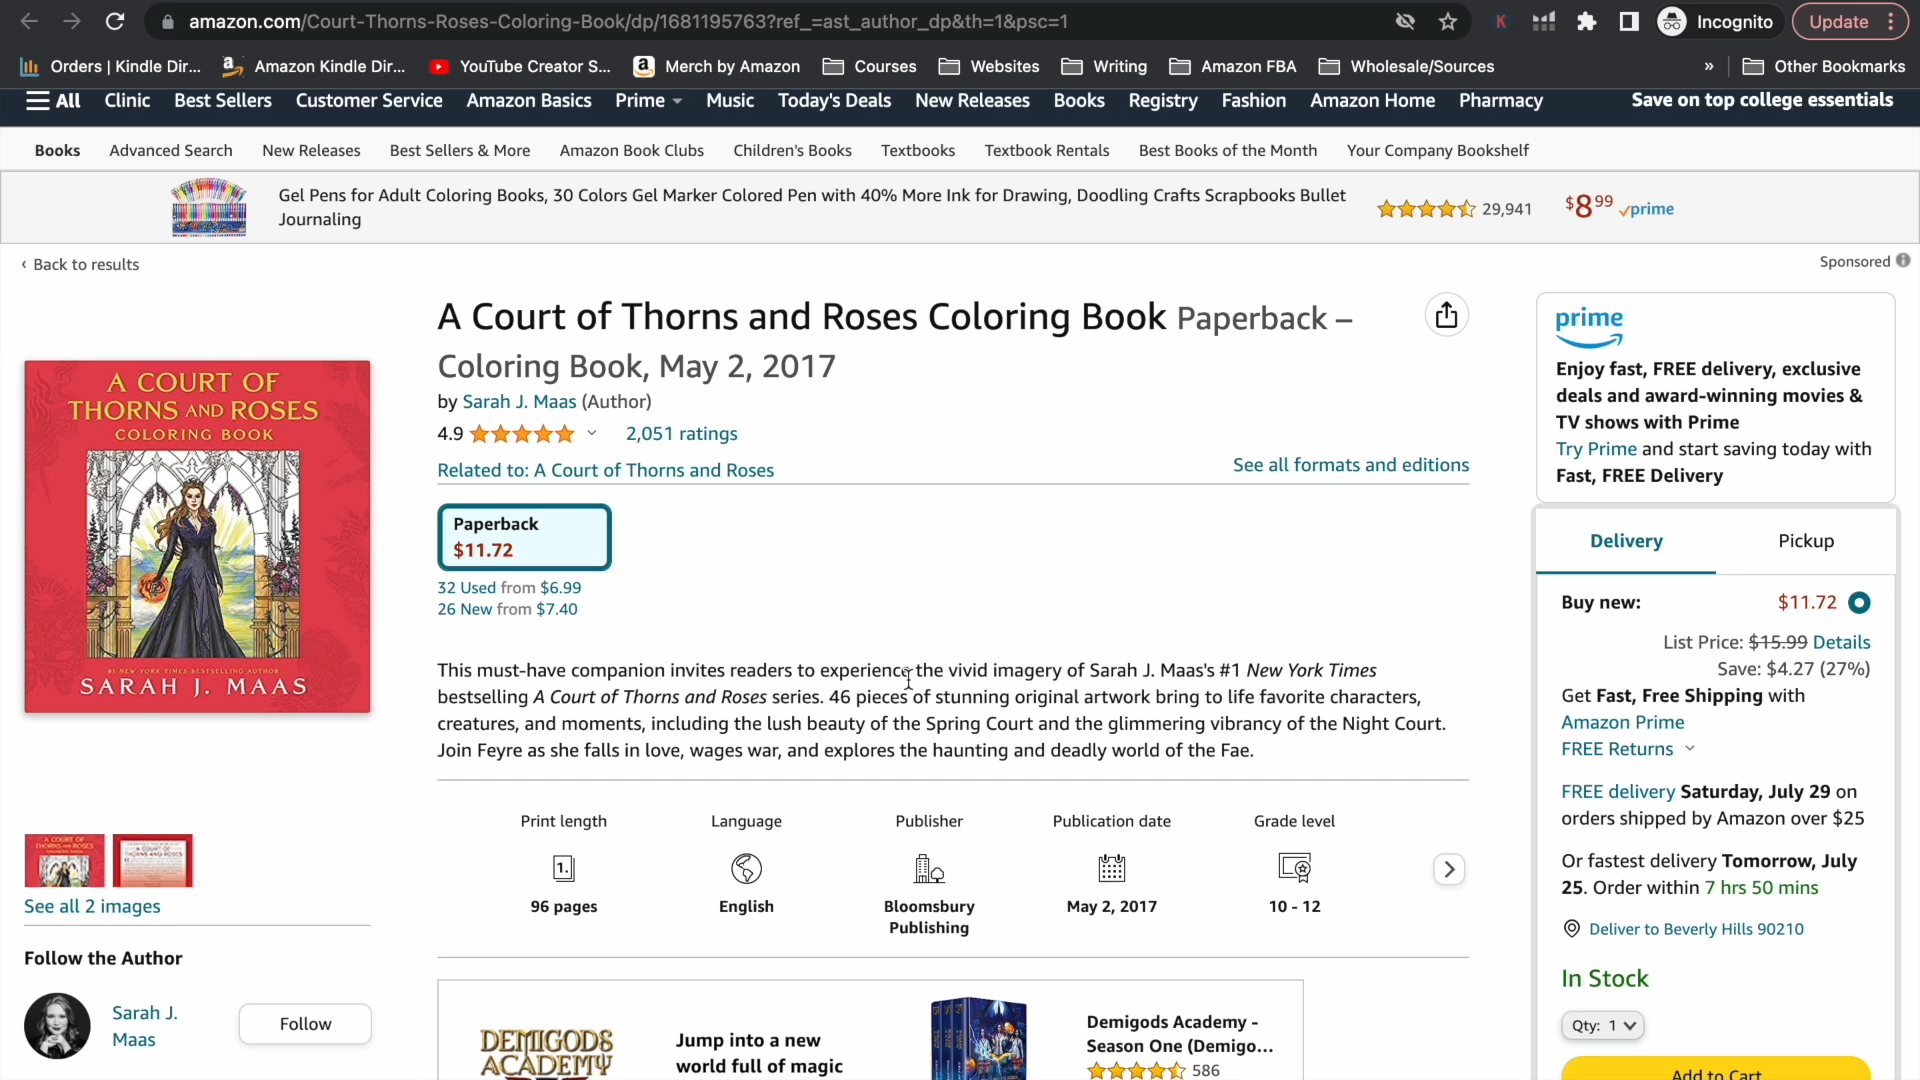 amazon.com/Court-Thorns-Roses-Coloring-Book/dp/1681195763?ref_=ast_author_dp&th=1&psc=1
Incognito
Update
Orders | Kindle Dir...
Amazon Kindle Dir...
YouTube Creator S...
Merch by Amazon
Courses
Websites
Writing
Amazon FBA
Wholesale/Sources
»
Other Bookmarks
All
Clinic
Best Sellers
Customer Service
Amazon Basics
Prime
Music
Today's Deals
New Releases
Books
Registry
Fashion
Amazon Home
Pharmacy
Save on top college essentials
Books
Advanced Search
New Releases
Best Sellers & More
Amazon Book Clubs
Children's Books
Textbooks
Textbook Rentals
Best Books of the Month
Your Company Bookshelf
Gel Pens for Adult Coloring Books, 30 Colors Gel Marker Colored Pen with 40% More Ink for Drawing, Doodling Crafts Scrapbooks Bullet
Journaling
29,941
$8 99 prime
‹ Back to results
Sponsored
A COURT OF
THORNS AND ROSES
COLORING BOOK
#1 NEW YORK TIMES BESTSELLING AUTHOR
SARAH J. MAAS
See all 2 images
Follow the Author
Sarah J.
Maas
Follow
A Court of Thorns and Roses Coloring Book Paperback –
Coloring Book, May 2, 2017
by Sarah J. Maas (Author)
4.9
2,051 ratings
Related to: A Court of Thorns and Roses
See all formats and editions
Paperback
$11.72
32 Used from $6.99
26 New from $7.40
This must-have companion invites readers to experience the vivid imagery of Sarah J. Maas's #1 New York Times
bestselling A Court of Thorns and Roses series. 46 pieces of stunning original artwork bring to life favorite characters,
creatures, and moments, including the lush beauty of the Spring Court and the glimmering vibrancy of the Night Court.
Join Feyre as she falls in love, wages war, and explores the haunting and deadly world of the Fae.
Print length
Language
Publisher
Publication date
Grade level
96 pages
English
Bloomsbury
Publishing
May 2, 2017
10 - 12
DEMIGODS
ACADEMY
Jump into a new
world full of magic
Demigods Academy -
Season One (Demigo...
586
prime
Enjoy fast, FREE delivery, exclusive
deals and award-winning movies &
TV shows with Prime
Try Prime and start saving today with
Fast, FREE Delivery
Delivery
Pickup
Buy new:
$11.72
List Price: $15.99 Details
Save: $4.27 (27%)
Get Fast, Free Shipping with
Amazon Prime
FREE Returns
FREE delivery Saturday, July 29 on
orders shipped by Amazon over $25
Or fastest delivery Tomorrow, July
25. Order within 7 hrs 50 mins
Deliver to Beverly Hills 90210
In Stock
Qty: 1
Add to Cart